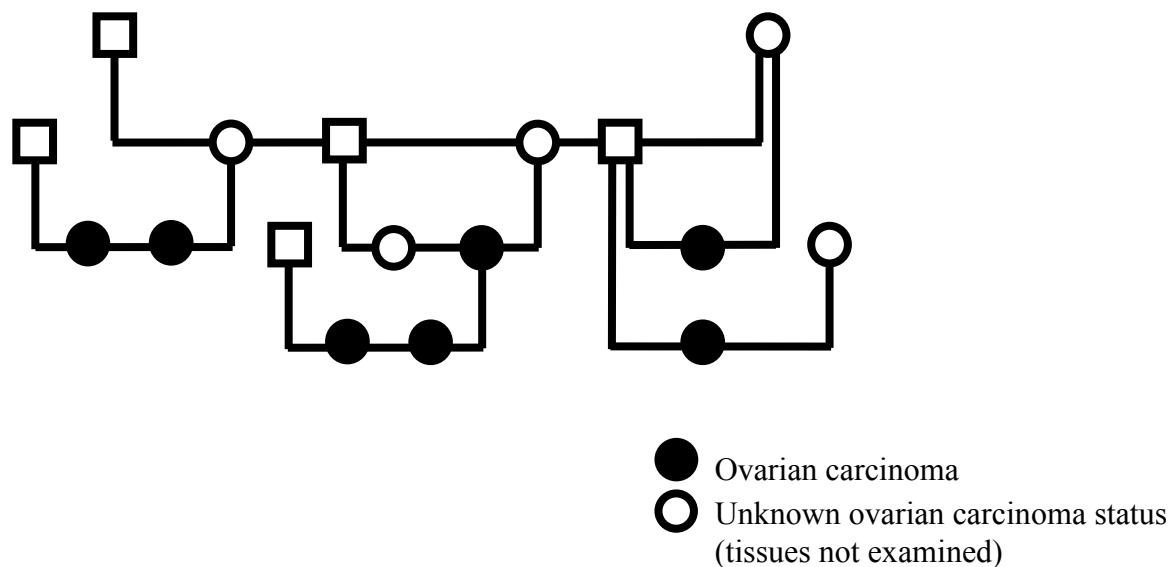 Ovarian carcinoma
Unknown ovarian carcinoma status
(tissues not examined)